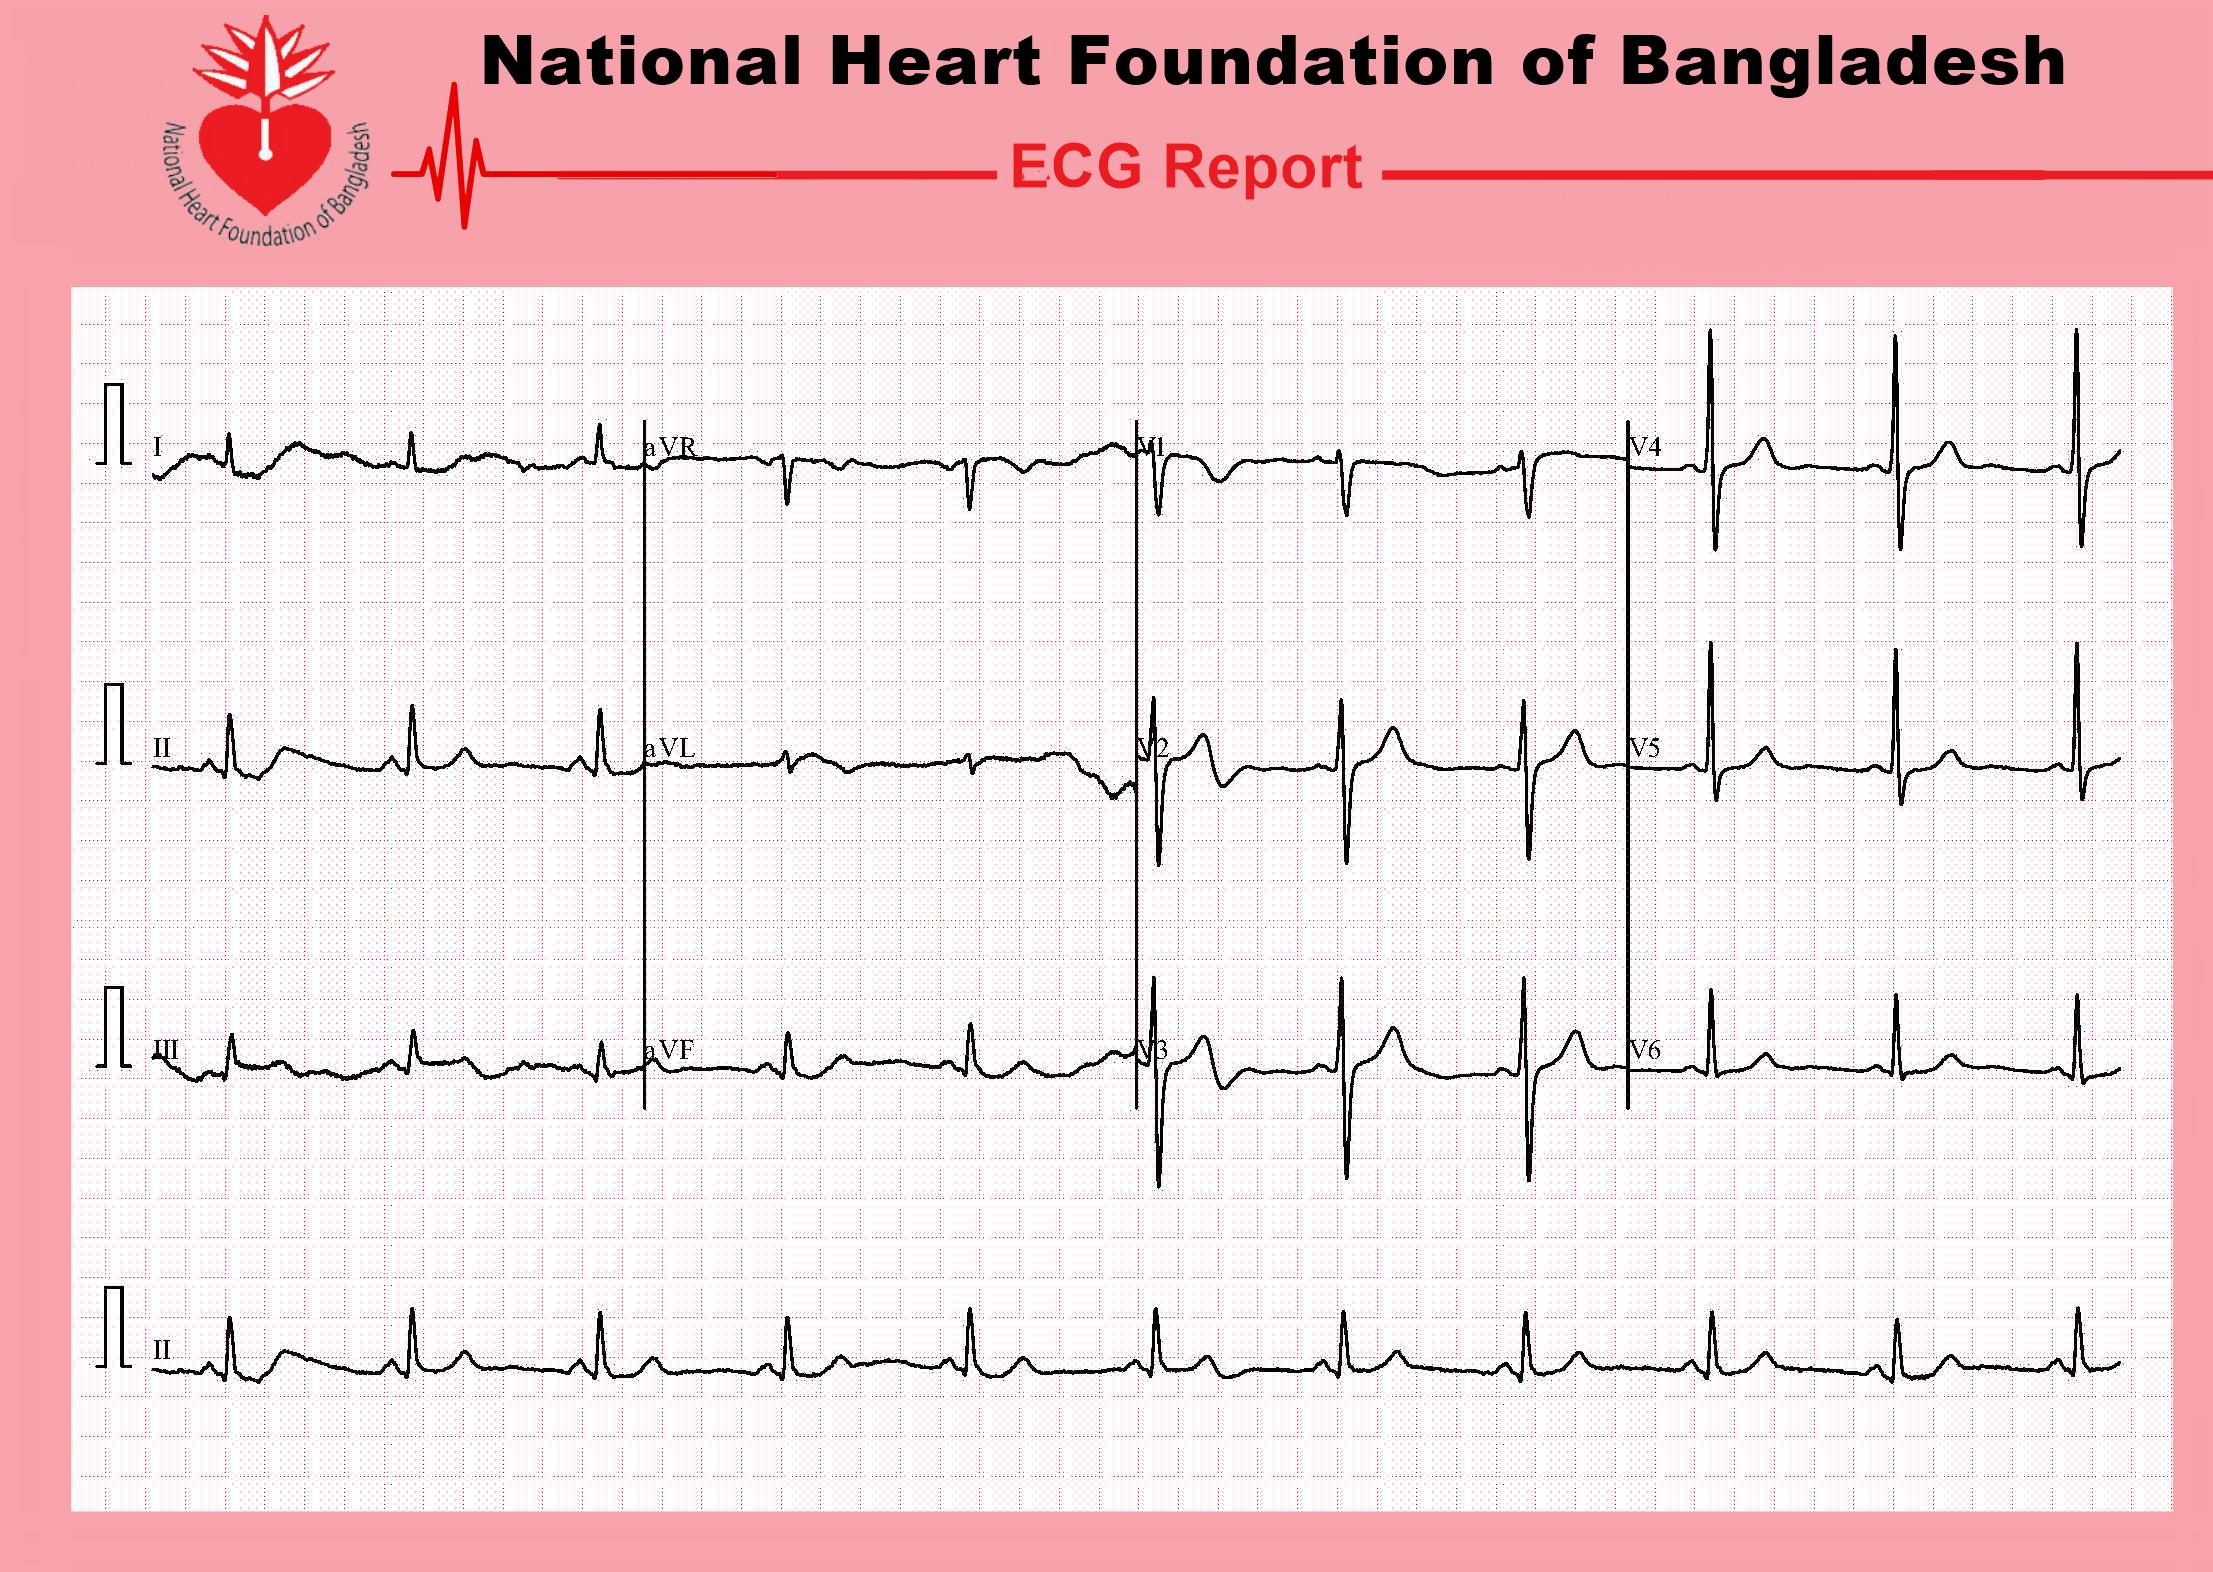 National Heart Foundation of Bangladesh
National Heart Foundation of Bangladesh
ECG Report
I
aVR
V1
V4
II
aVL
V2
V5
III
aVF
V3
V6
II